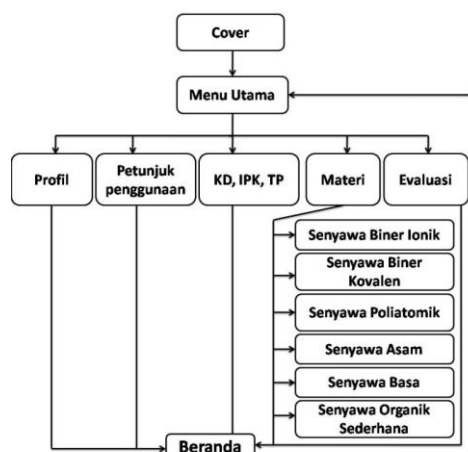 Cover
Menu Utama
Profil
Petunjuk
penggunaan
KD, IPK, TP
Materi
Evaluasi
Senyawa Biner Ionik
Senyawa Biner
Kovalen
Senyawa Poliatomik
Senyawa Asam
Senyawa Basa
Senyawa Organik
Sederhana
Beranda